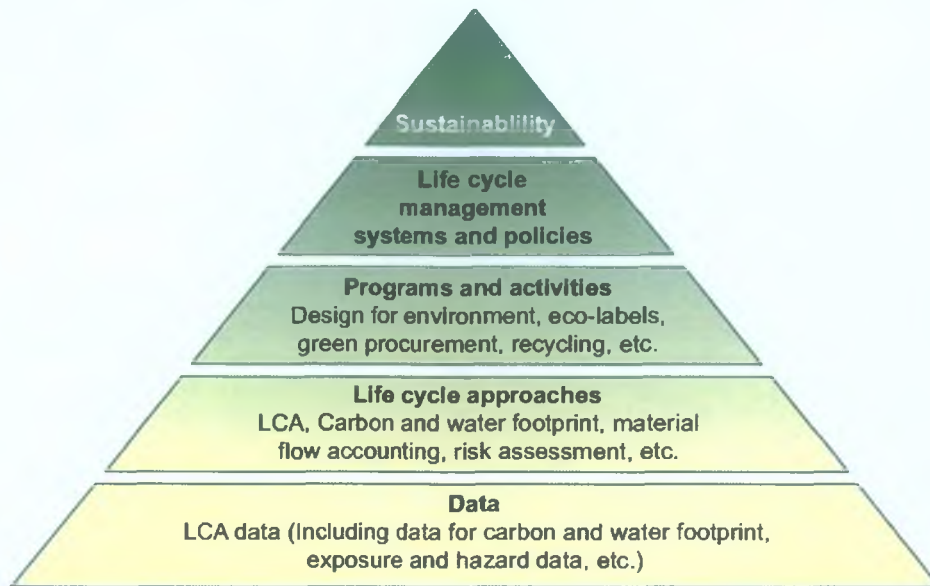 Sustainablility
Life cycle
management
systems and policies
Programs and activities
Design for environment, eco-labels,
green procurement, recycling, etc.
Life cycle approaches
LCA, Carbon and water footprint, material
flow accounting, risk assessment, etc.
Data
LCA data (Including data for carbon and water footprint,
exposure and hazard data, etc.)